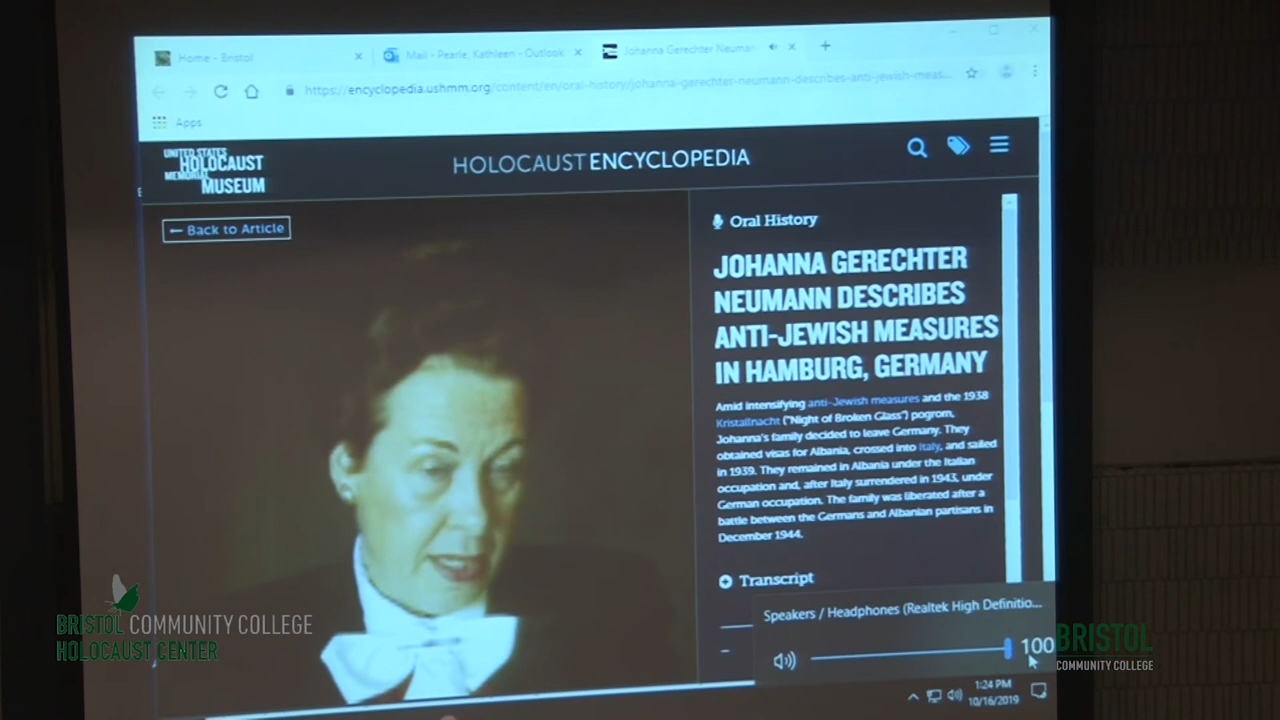 Home - Bristol
Mail - Pearle, Kathleen - Outlook
Johanna Gerechter Neuman
https://encyclopedia.ushmm.org/content/en/oral-history/johanna-gerechter-neumann-describes-anti-jewish-meas...
Apps
UNITED STATES
HOLOCAUST
MEMORIAL
MUSEUM
HOLOCAUST ENCYCLOPEDIA
← Back to Article
Oral History
JOHANNA GERECHTER
NEUMANN DESCRIBES
ANTI-JEWISH MEASURES
IN HAMBURG, GERMANY
Amid intensifying anti-Jewish measures and the 1938
Kristallnacht ("Night of Broken Glass") pogrom,
Johanna's family decided to leave Germany. They
obtained visas for Albania, crossed into Italy, and sailed
in 1939. They remained in Albania under the Italian
occupation and, after Italy surrendered in 1943, under
German occupation. The family was liberated after a
battle between the Germans and Albanian partisans in
December 1944.
Transcript
Speakers / Headphones (Realtek High Definitio...
100
1:24 PM
10/16/2019
BRISTOL COMMUNITY COLLEGE
HOLOCAUST CENTER
BRISTOL
COMMUNITY COLLEGE